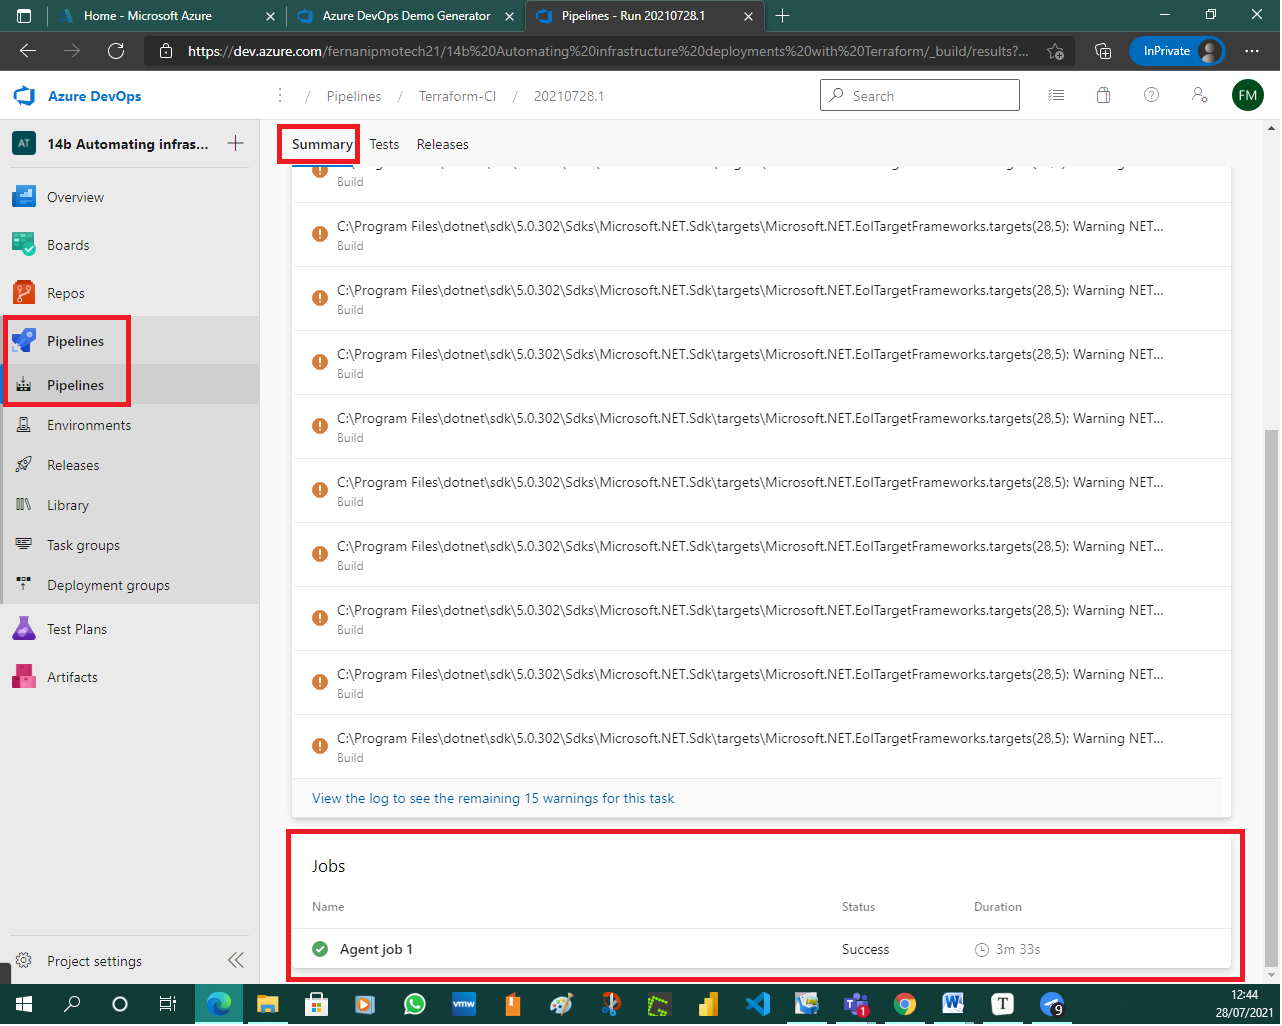 Home - Microsoft Azure
Azure DevOps Demo Generator
Pipelines - Run 20210728.1
https://dev.azure.com/fernanipmotech21/14b%20Automating%20infrastructure%20deployments%20with%20Terraform/_build/results?...
InPrivate
Azure DevOps
/ Pipelines / Terraform-CI / 20210728.1
Search
FM
AT 14b Automating infras...
Overview
Boards
Repos
Pipelines
Pipelines
Environments
Releases
Library
Task groups
Deployment groups
Test Plans
Artifacts
Project settings
Summary Tests Releases
Build
C:\Program Files\dotnet\sdk\5.0.302\Sdks\Microsoft.NET.Sdk\targets\Microsoft.NET.EolTargetFrameworks.targets(28,5): Warning NET...
Build
C:\Program Files\dotnet\sdk\5.0.302\Sdks\Microsoft.NET.Sdk\targets\Microsoft.NET.EolTargetFrameworks.targets(28,5): Warning NET...
Build
C:\Program Files\dotnet\sdk\5.0.302\Sdks\Microsoft.NET.Sdk\targets\Microsoft.NET.EolTargetFrameworks.targets(28,5): Warning NET...
Build
C:\Program Files\dotnet\sdk\5.0.302\Sdks\Microsoft.NET.Sdk\targets\Microsoft.NET.EolTargetFrameworks.targets(28,5): Warning NET...
Build
C:\Program Files\dotnet\sdk\5.0.302\Sdks\Microsoft.NET.Sdk\targets\Microsoft.NET.EolTargetFrameworks.targets(28,5): Warning NET...
Build
C:\Program Files\dotnet\sdk\5.0.302\Sdks\Microsoft.NET.Sdk\targets\Microsoft.NET.EolTargetFrameworks.targets(28,5): Warning NET...
Build
C:\Program Files\dotnet\sdk\5.0.302\Sdks\Microsoft.NET.Sdk\targets\Microsoft.NET.EolTargetFrameworks.targets(28,5): Warning NET...
Build
C:\Program Files\dotnet\sdk\5.0.302\Sdks\Microsoft.NET.Sdk\targets\Microsoft.NET.EolTargetFrameworks.targets(28,5): Warning NET...
Build
C:\Program Files\dotnet\sdk\5.0.302\Sdks\Microsoft.NET.Sdk\targets\Microsoft.NET.EolTargetFrameworks.targets(28,5): Warning NET...
Build
View the log to see the remaining 15 warnings for this task
Jobs
Name Status Duration
Agent job 1 Success 3m 33s
vmw
1
W
T
9
12:44
28/07/2021